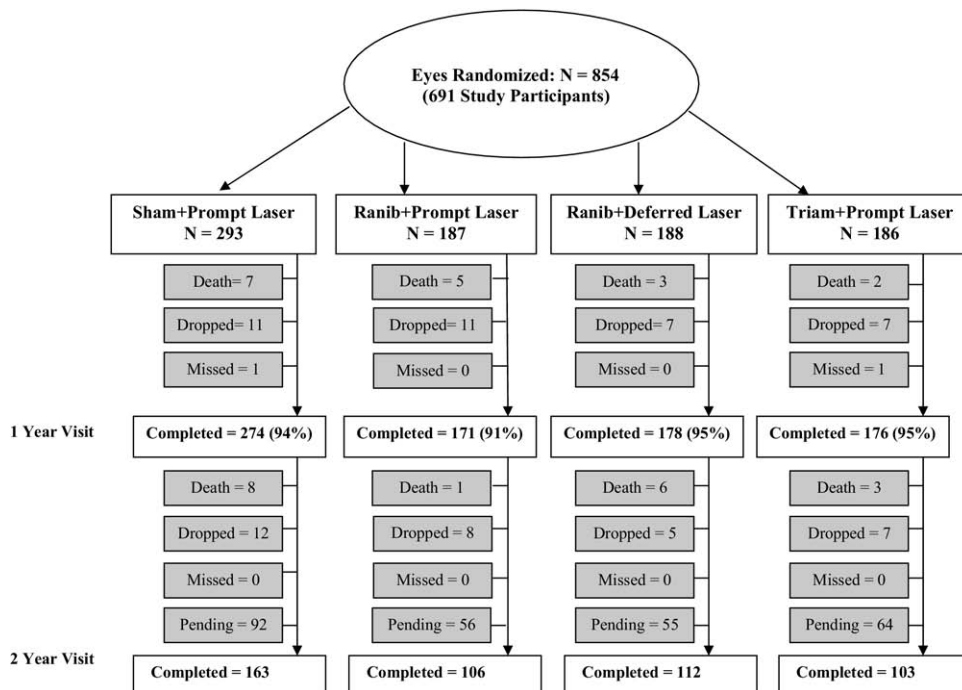 Eyes Randomized: N = 854
(691 Study Participants)
Sham+Prompt Laser
N = 293
Ranib+Prompt Laser
N = 187
Ranib+Deferred Laser
N = 188
Triam+Prompt Laser
N = 186
Death= 7
Death = 5
Death = 3
Death = 2
Dropped= 11
Dropped = 11
Dropped= 7
Dropped = 7
Missed = 1
Missed = 0
Missed = 0
Missed = 1
1 Year Visit
Completed = 274 (94%)
Completed = 171 (91%)
Completed = 178 (95%)
Completed = 176 (95%)
Death = 8
Death = 1
Death = 6
Death = 3
Dropped = 12
Dropped = 8
Dropped = 5
Dropped = 7
Missed = 0
Missed = 0
Missed = 0
Missed = 0
Pending = 92
Pending = 56
Pending = 55
Pending = 64
2 Year Visit
Completed = 163
Completed = 106
Completed = 112
Completed = 103